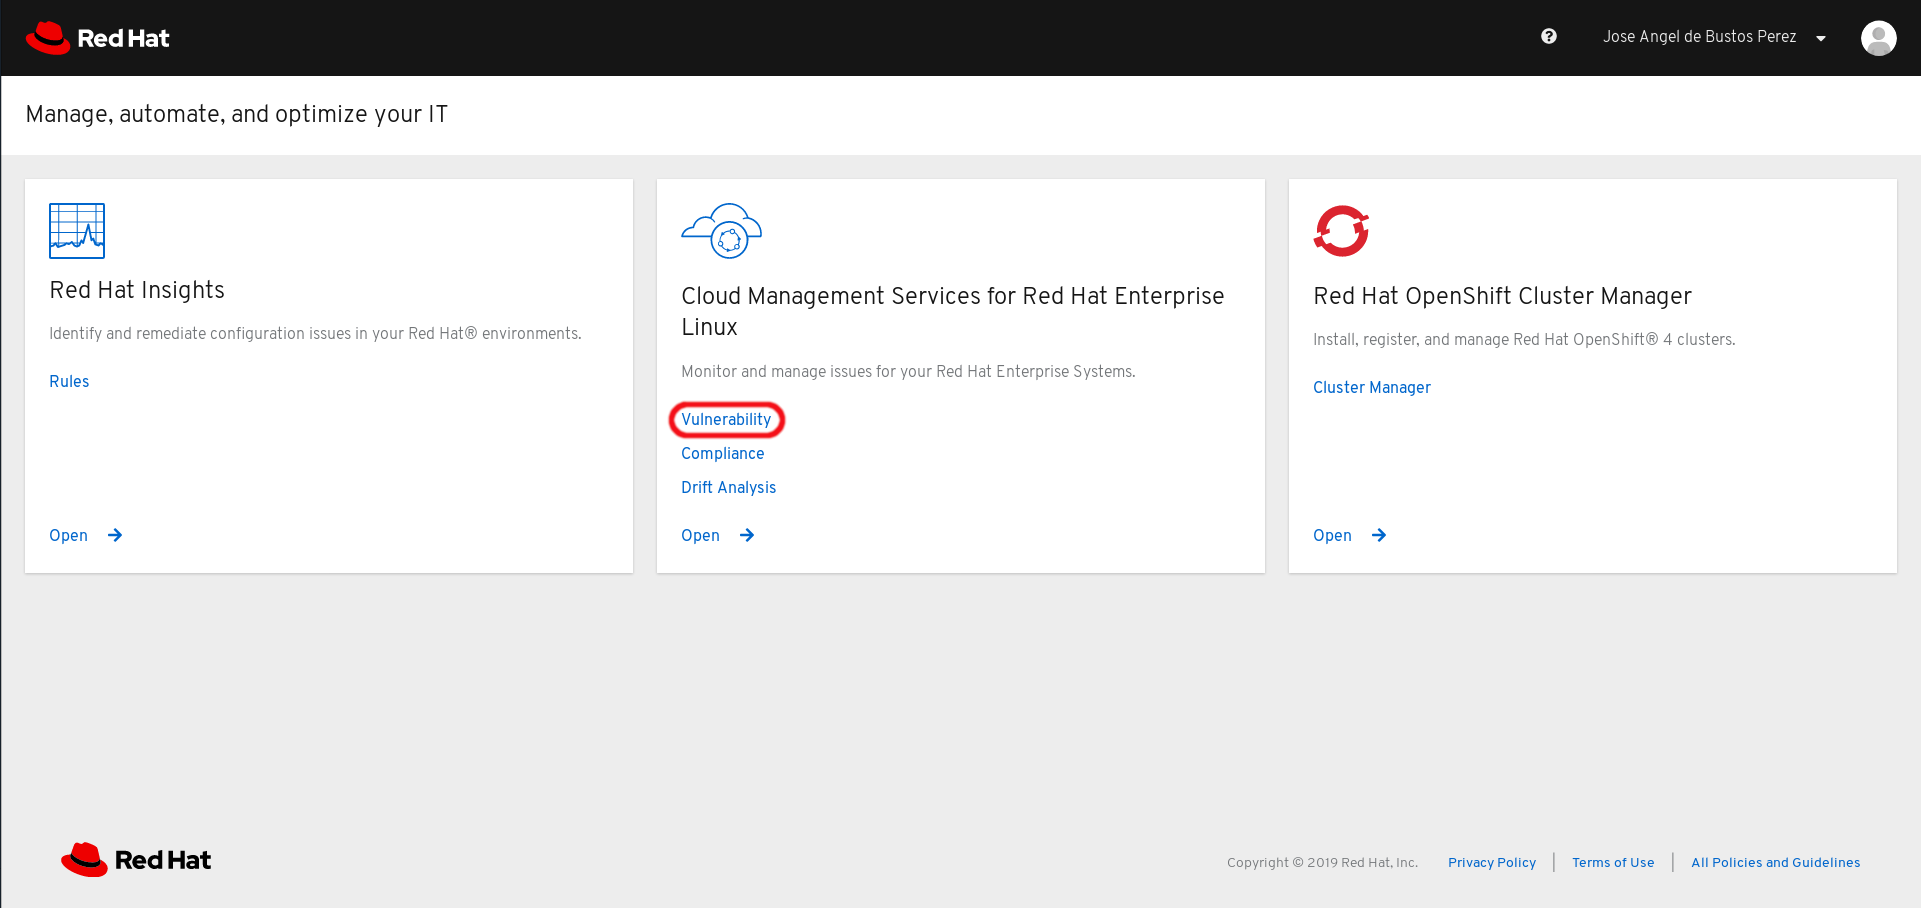 Red Hat
Jose Angel de Bustos Perez
Manage, automate, and optimize your IT
Red Hat Insights
Identify and remediate configuration issues in your Red Hat® environments.
Rules
Open
Cloud Management Services for Red Hat Enterprise
Linux
Monitor and manage issues for your Red Hat Enterprise Systems.
Vulnerability
Compliance
Drift Analysis
Open
Red Hat OpenShift Cluster Manager
Install, register, and manage Red Hat OpenShift® 4 clusters.
Cluster Manager
Open
Red Hat
Copyright © 2019 Red Hat, Inc.
Privacy Policy
Terms of Use
All Policies and Guidelines